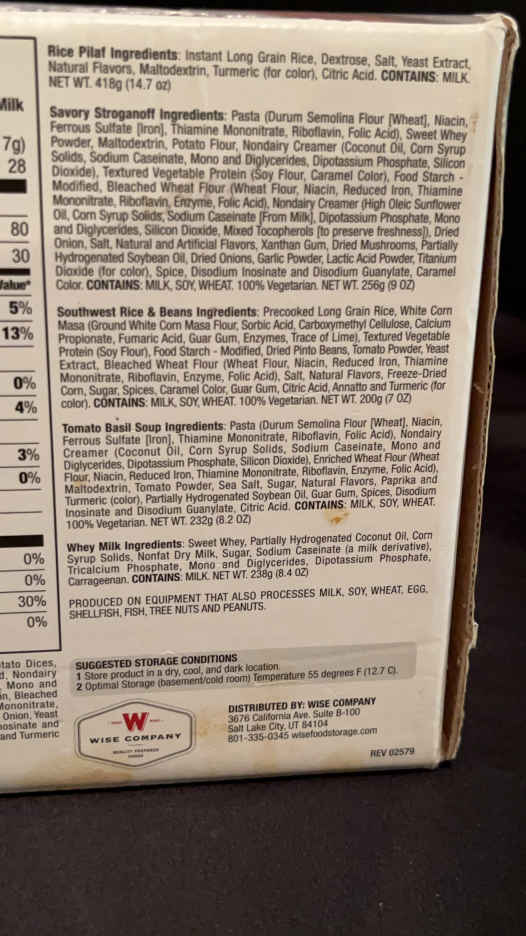 Milk
7g)
28
80
30
Value*
5%
13%
0%
4%
3%
0%
0%
0%
30%
0%
tato Dices,
d, Nondairy
Mono and
n, Bleached
Mononitrate,
Onion, Yeast
nosinate and
and Turmeric
Rice Pilaf Ingredients: Instant Long Grain Rice, Dextrose, Salt, Yeast Extract,
Natural Flavors, Maltodextrin, Turmeric (for color), Citric Acid. CONTAINS: MILK.
NET WT. 418g (14.7 oz)
Savory Stroganoff Ingredients: Pasta (Durum Semolina Flour [Wheat], Niacin,
Ferrous Sulfate [Iron], Thiamine Mononitrate, Riboflavin, Folic Acid), Sweet Whey
Powder, Maltodextrin, Potato Flour, Nondairy Creamer (Coconut Oil, Corn Syrup
Solids, Sodium Caseinate, Mono and Diglycerides, Dipotassium Phosphate, Silicon
Dioxide), Textured Vegetable Protein (Soy Flour, Caramel Color), Food Starch -
Modified, Bleached Wheat Flour (Wheat Flour, Niacin, Reduced Iron, Thiamine
Mononitrate, Riboflavin, Enzyme, Folic Acid), Nondairy Creamer (High Oleic Sunflower
Oil, Corn Syrup Solids, Sodium Caseinate [From Milk], Dipotassium Phosphate, Mono
and Diglycerides, Silicon Dioxide, Mixed Tocopherols [to preserve freshness]), Dried
Onion, Salt, Natural and Artificial Flavors, Xanthan Gum, Dried Mushrooms, Partially
Hydrogenated Soybean Oil, Dried Onions, Garlic Powder, Lactic Acid Powder, Titanium
Dioxide (for color), Spice, Disodium Inosinate and Disodium Guanylate, Caramel
Color. CONTAINS: MILK, SOY, WHEAT. 100% Vegetarian. NET WT. 256g (9 OZ)
Southwest Rice & Beans Ingredients: Precooked Long Grain Rice, White Corn
Masa (Ground White Corn Masa Flour, Sorbic Acid, Carboxymethyl Cellulose, Calcium
Propionate, Fumaric Acid, Guar Gum, Enzymes, Trace of Lime), Textured Vegetable
Protein (Soy Flour), Food Starch - Modified, Dried Pinto Beans, Tomato Powder, Yeast
Extract, Bleached Wheat Flour (Wheat Flour, Niacin, Reduced Iron, Thiamine
Mononitrate, Riboflavin, Enzyme, Folic Acid), Salt, Natural Flavors, Freeze-Dried
Corn, Sugar, Spices, Caramel Color, Guar Gum, Citric Acid, Annatto and Turmeric (for
color). CONTAINS: MILK, SOY, WHEAT. 100% Vegetarian. NET WT. 200g (7 OZ)
Tomato Basil Soup Ingredients: Pasta (Durum Semolina Flour [Wheat], Niacin,
Ferrous Sulfate [Iron], Thiamine Mononitrate, Riboflavin, Folic Acid), Nondairy
Creamer (Coconut Oil, Corn Syrup Solids, Sodium Caseinate, Mono and
Diglycerides, Dipotassium Phosphate, Silicon Dioxide), Enriched Wheat Flour (Wheat
Flour, Niacin, Reduced Iron, Thiamine Mononitrate, Riboflavin, Enzyme, Folic Acid),
Maltodextrin, Tomato Powder, Sea Salt, Sugar, Natural Flavors, Paprika and
Turmeric (color), Partially Hydrogenated Soybean Oil, Guar Gum, Spices, Disodium
Inosinate and Disodium Guanylate, Citric Acid. CONTAINS: MILK, SOY, WHEAT.
100% Vegetarian. NET WT. 232g (8.2 OZ)
Whey Milk Ingredients: Sweet Whey, Partially Hydrogenated Coconut Oil, Corn
Syrup Solids, Nonfat Dry Milk, Sugar, Sodium Caseinate (a milk derivative),
Tricalcium Phosphate, Mono and Diglycerides, Dipotassium Phosphate,
Carrageenan. CONTAINS: MILK. NET WT. 238g (8.4 OZ)
PRODUCED ON EQUIPMENT THAT ALSO PROCESSES MILK, SOY, WHEAT, EGG,
SHELLFISH, FISH, TREE NUTS AND PEANUTS.
SUGGESTED STORAGE CONDITIONS
1 Store product in a dry, cool, and dark location.
2 Optimal Storage (basement/cold room) Temperature 55 degrees F (12.7 C).
W
WISE COMPANY
QUALITY PREPARED
FOODS
DISTRIBUTED BY: WISE COMPANY
3676 California Ave. Suite B-100
Salt Lake City, UT 84104
801-335-0345 wisefoodstorage.com
REV 02579